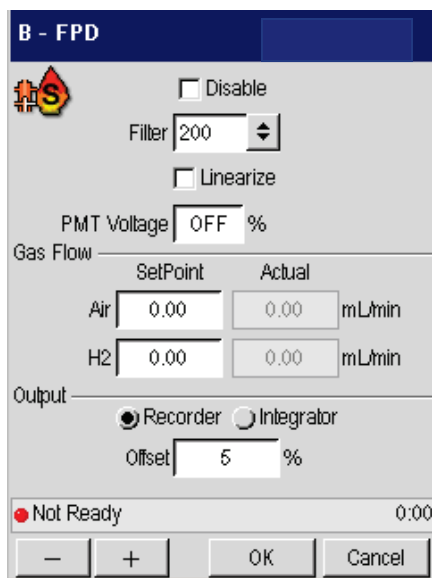 B - FPD
S
Disable
Filter 200
Linearize
PMT Voltage OFF %
Gas Flow
SetPoint Actual
Air 0.00 0.00 mL/min
H2 0.00 0.00 mL/min
Output
Recorder Integrator
Offset 5 %
Not Ready 0:00
− + OK Cancel